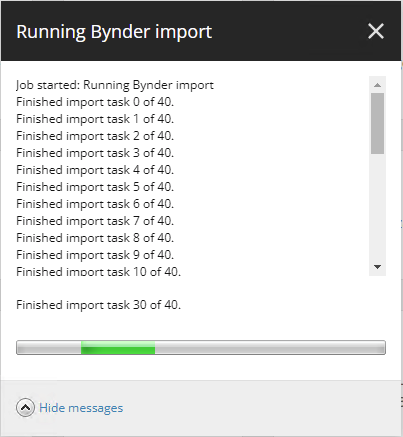 Running Bynder import
Job started: Running Bynder import
Finished import task 0 of 40.
Finished import task 1 of 40.
Finished import task 2 of 40.
Finished import task 3 of 40.
Finished import task 4 of 40.
Finished import task 5 of 40.
Finished import task 6 of 40.
Finished import task 7 of 40.
Finished import task 8 of 40.
Finished import task 9 of 40.
Finished import task 10 of 40.
Finished import task 30 of 40.
Hide messages